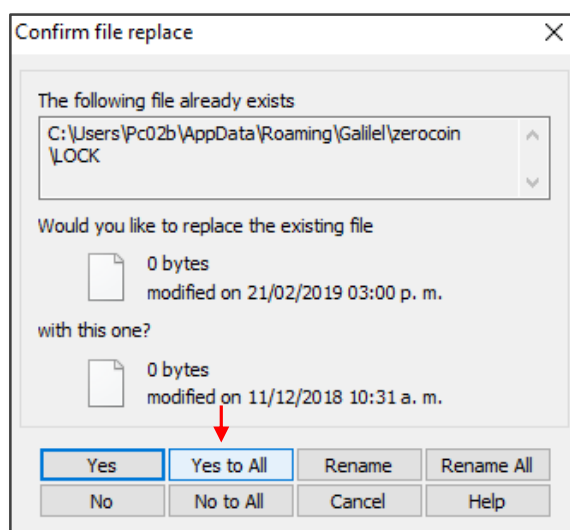 Confirm file replace
The following file already exists
C:\Users\Pc02b\AppData\Roaming\Galilel\zerocoin
\LOCK
Would you like to replace the existing file
0 bytes
modified on 21/02/2019 03:00 p. m.
with this one?
0 bytes
modified on 11/12/2018 10:31 a. m.
Yes Yes to All Rename Rename All
No No to All Cancel Help